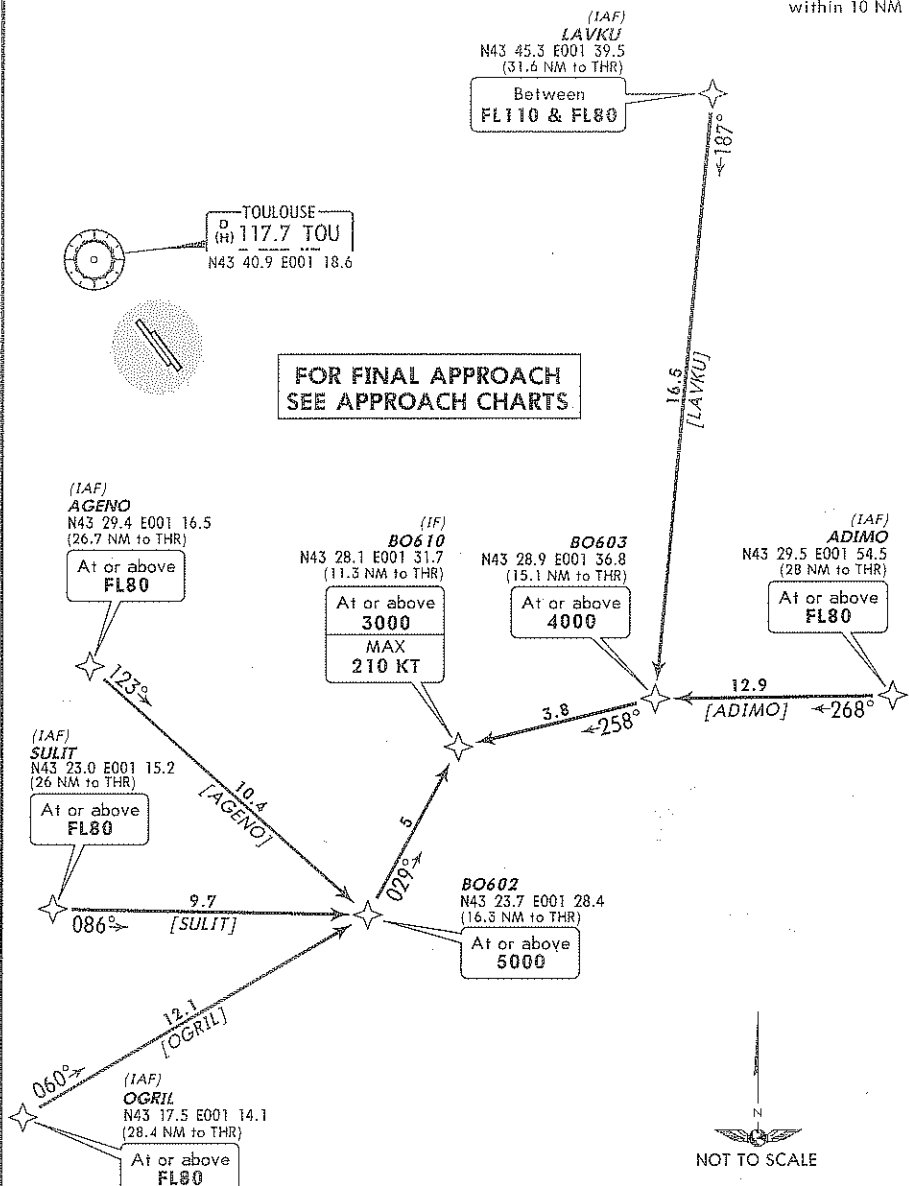 within 10 NM
(IAF)
LAVKU
N43 45.3 E001 39.5
(31.6 NM to THR)
Between
FL110 & FL80
187°
TOULOUSE
D
(H) 117.7 TOU
N43 40.9 E001 18.6
FOR FINAL APPROACH
SEE APPROACH CHARTS
16.5
[LAVKU]
(IAF)
AGENO
N43 29.4 E001 16.5
(26.7 NM to THR)
At or above
FL80
(IF)
BO610
N43 28.1 E001 31.7
(11.3 NM to THR)
At or above
3000
MAX
210 KT
BO603
N43 28.9 E001 36.8
(15.1 NM to THR)
At or above
4000
(IAF)
ADIMO
N43 29.5 E001 54.5
(28 NM to THR)
At or above
FL80
123°
12.9
[ADIMO]
268°
3.8
258°
(IAF)
SULIT
N43 23.0 E001 15.2
(26 NM to THR)
At or above
FL80
10.4
[AGENO]
5
029°
9.7
086°
[SULIT]
BO602
N43 23.7 E001 28.4
(16.3 NM to THR)
At or above
5000
12.1
[OGRIL]
060°
(IAF)
OGRIL
N43 17.5 E001 14.1
(28.4 NM to THR)
At or above
FL80
N
NOT TO SCALE